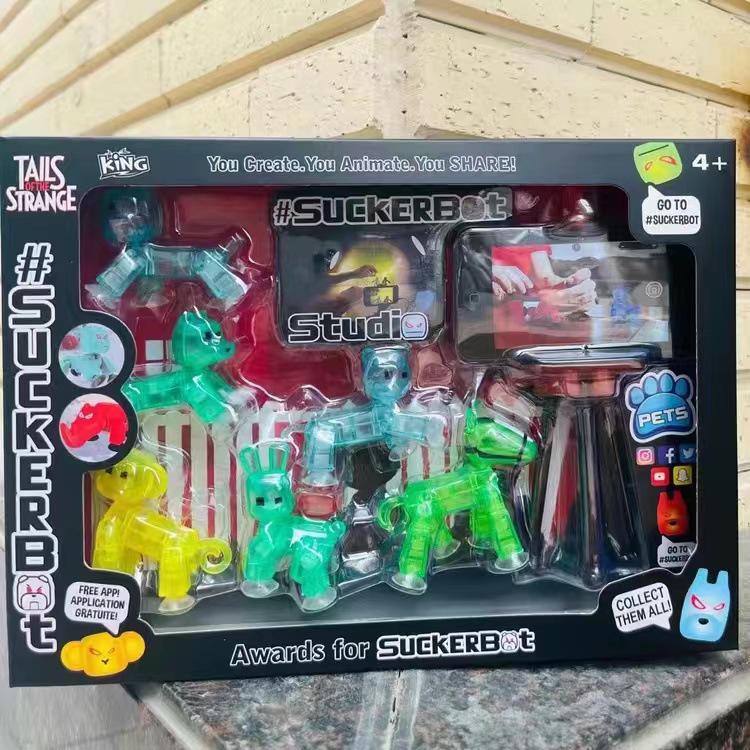 TAILS
OF THE
STRANGE
KING
You Create.You Animate.You SHARE!
4+
GO TO
#SUCKERBOT
#SUCKERBOt
#SUCKERBOt
Studio
PETS
GO TO
FREE APP!
APPLICATION
GRATUITE!
COLLECT
THEM ALL!
Awards for SUCKERBOt